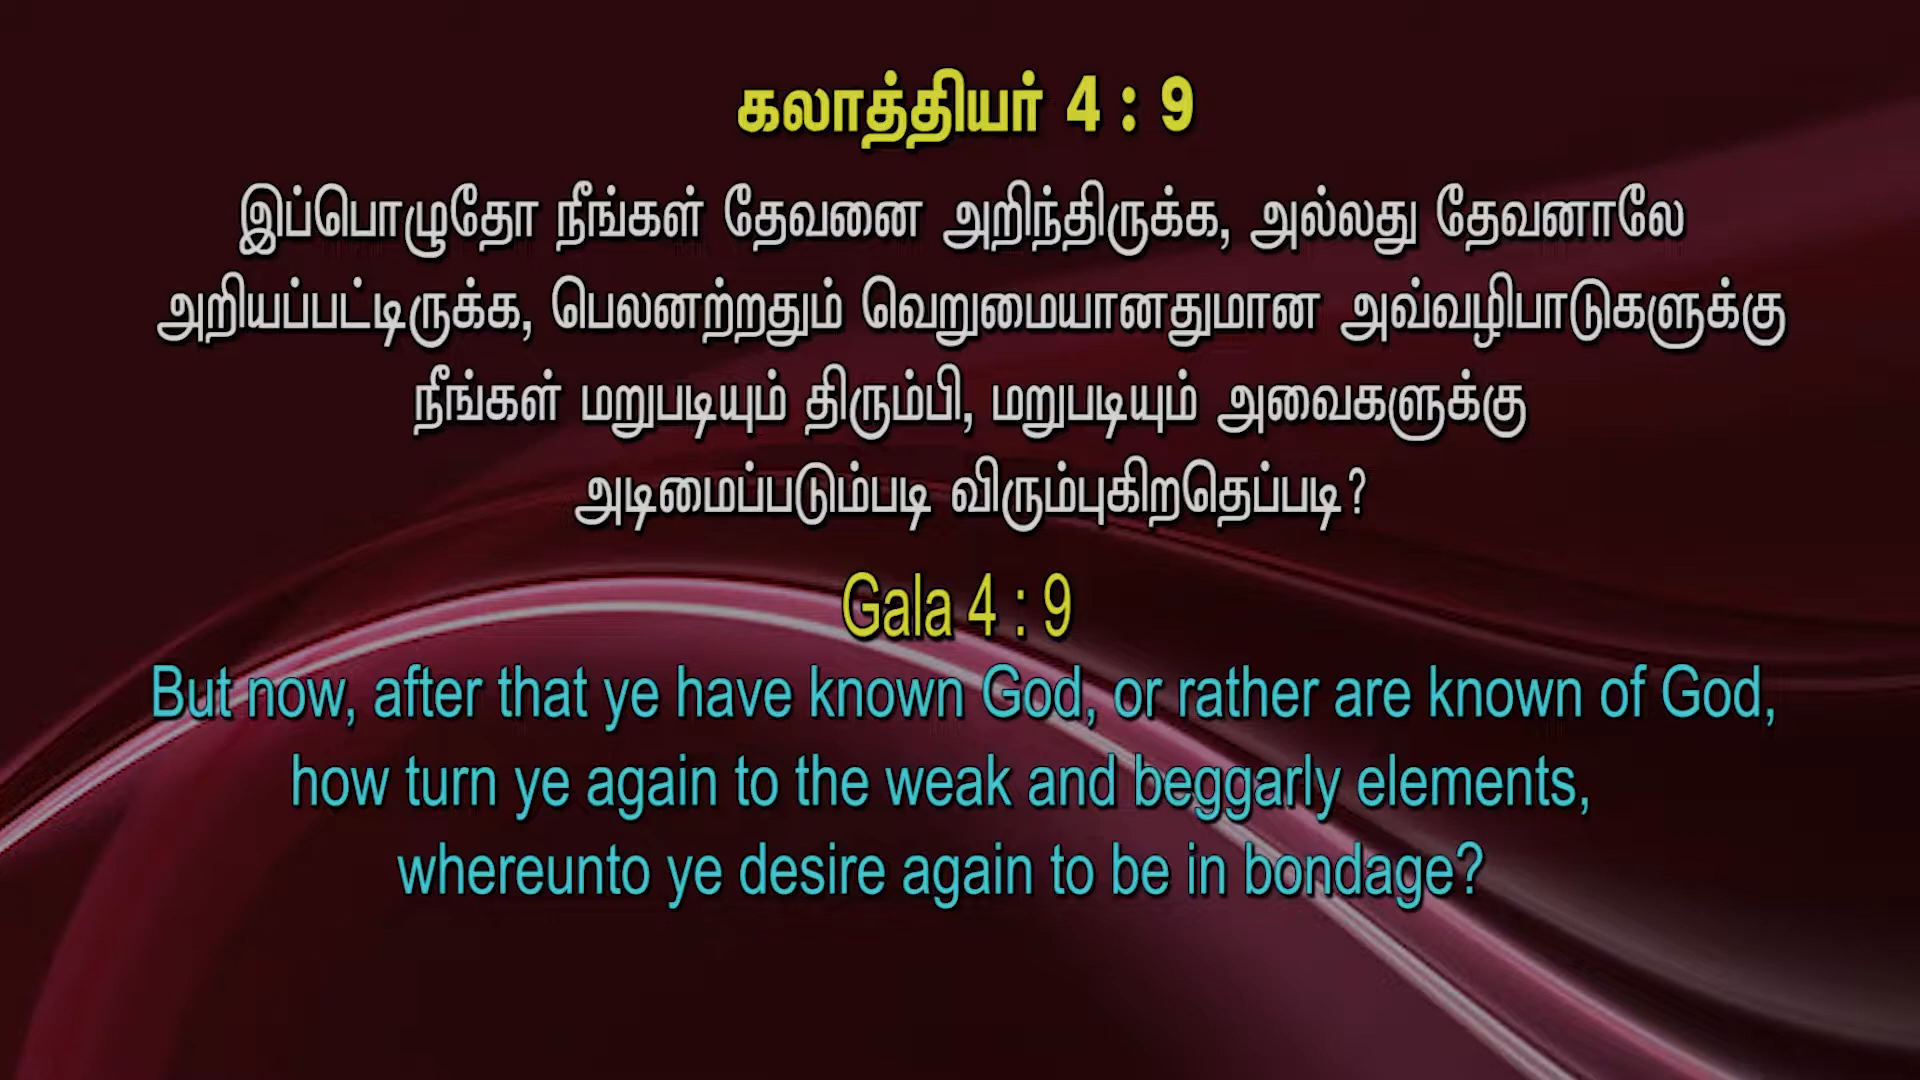 கலாத்தியர் 4 : 9
இப்பொழுதோ நீங்கள் தேவனை அறிந்திருக்க, அல்லது தேவனாலே
அறியப்பட்டிருக்க, பெலனற்றதும் வெறுமையானதுமான அவ்வழிபாடுகளுக்கு
நீங்கள் மறுபடியும் திரும்பி, மறுபடியும் அவைகளுக்கு
அடிமைப்படும்படி விரும்புகிறதெப்படி?
Gala 4 : 9
But now, after that ye have known God, or rather are known of God,
how turn ye again to the weak and beggarly elements,
whereunto ye desire again to be in bondage?